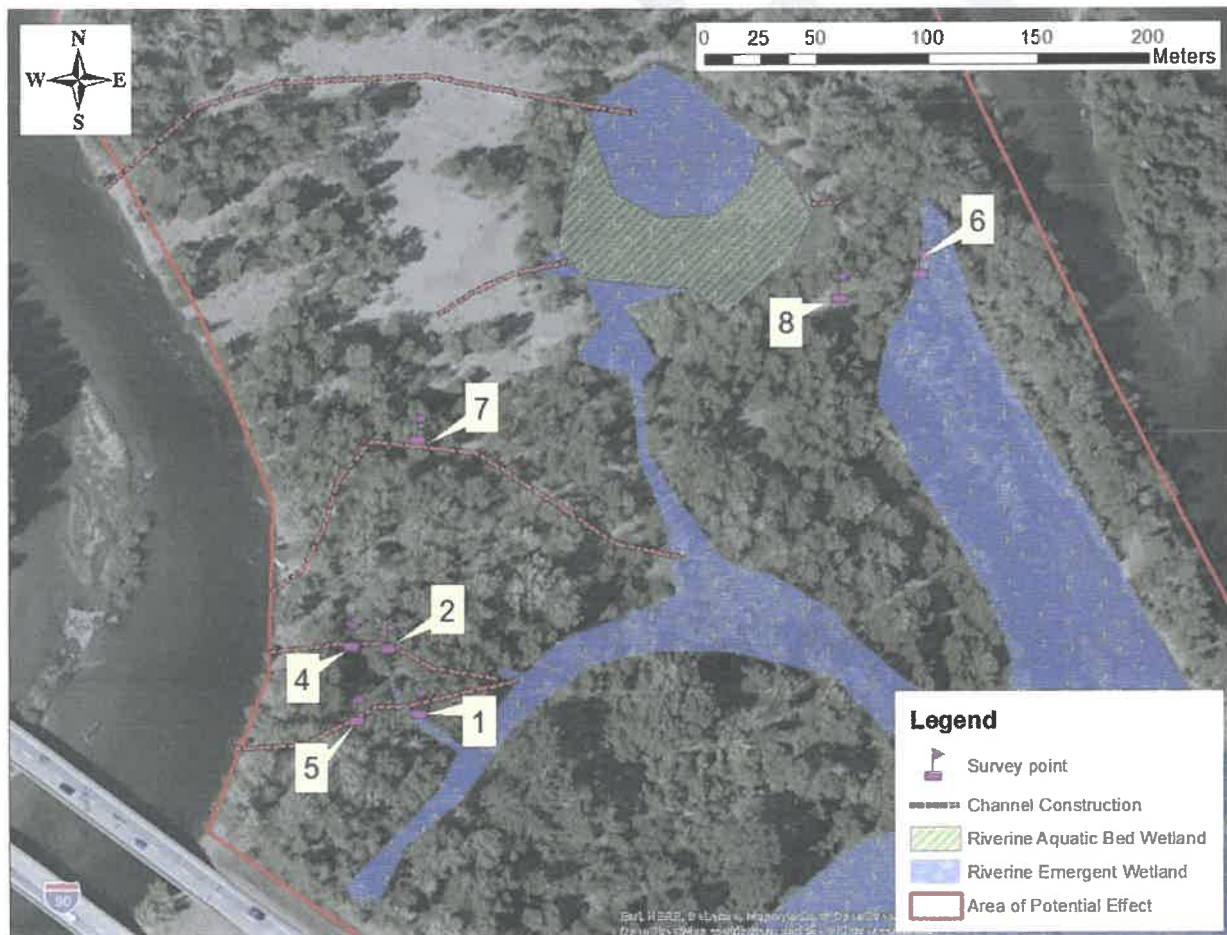 N
W E
S
0 25 50 100 150 200
Meters
6
8
7
2
4
1
5
90
Legend
Survey point
Channel Construction
Riverine Aquatic Bed Wetland
Riverine Emergent Wetland
Area of Potential Effect